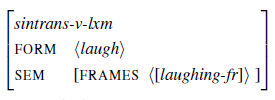 sintrans-v-lxm
FORM ⟨laugh⟩
SEM [FRAMES ⟨[laughing-fr]⟩ ]